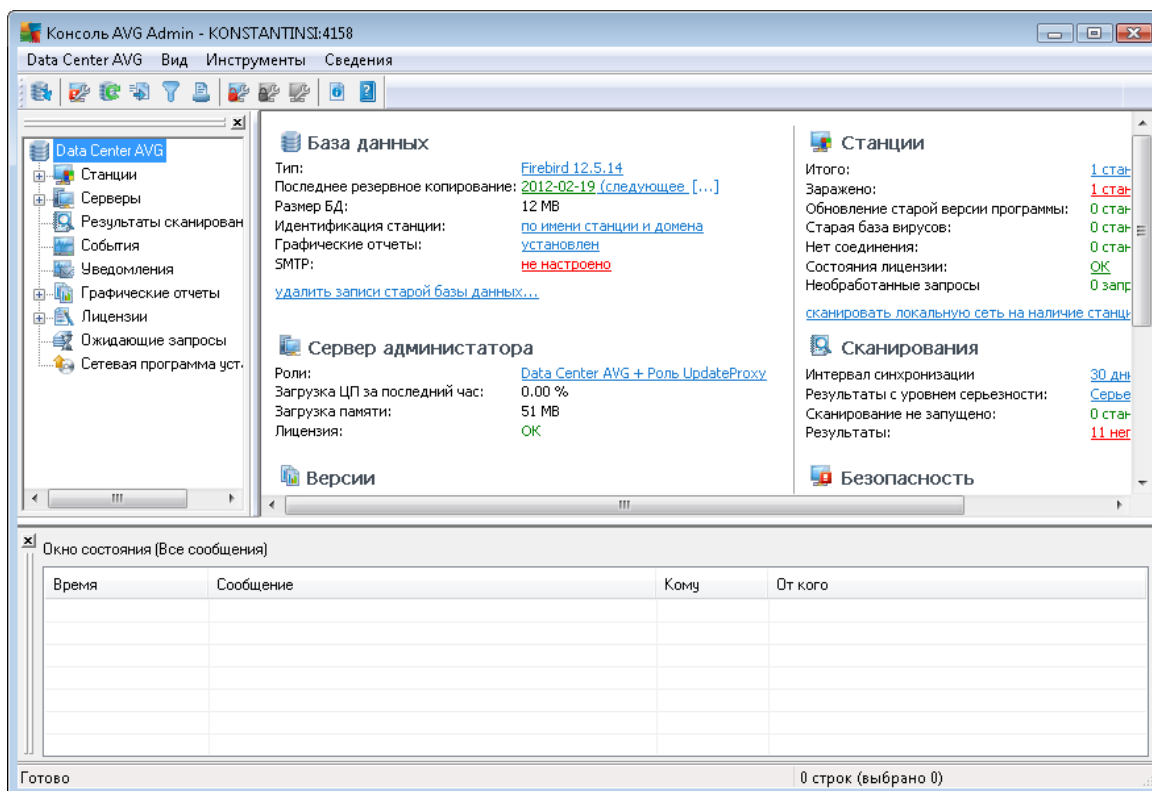 Консоль AVG Admin - KONSTANTINSI:4158
Data Center AVG Вид Инструменты Сведения
Data Center AVG
Станции
Серверы
Результаты сканирован
События
Уведомления
Графические отчеты
Лицензии
Ожидающие запросы
Сетевая программа уст
База данных
Тип: Firebird 12.5.14
Последнее резервное копирование: 2012-02-19 (следующее [...]
Размер БД: 12 MB
Идентификация станции: по имени станции и домена
Графические отчеты: установлен
SMTP: не настроено
удалить записи старой базы данных...
Сервер администатора
Роли: Data Center AVG + Роль UpdateProxy
Загрузка ЦП за последний час: 0.00 %
Загрузка памяти: 51 MB
Лицензия: OK
Версии
Станции
Итого: 1 стан
Заражено: 1 стан
Обновление старой версии программы: 0 стан
Старая база вирусов: 0 стан
Нет соединения: 0 стан
Состояния лицензии: OK
Необработанные запросы 0 запр
сканировать локальную сеть на наличие станци
Сканирования
Интервал синхронизации 30 дни
Результаты с уровнем серьезности: Серье
Сканирование не запущено: 0 стан
Результаты: 11 нег
Безопасность
Окно состояния (Все сообщения)
Время Сообщение Кому От кого
Готово 0 строк (выбрано 0)